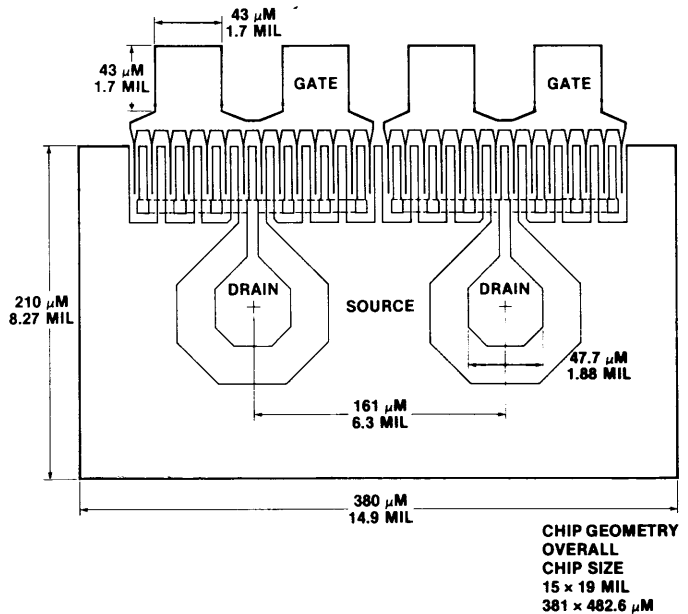 43 μM
1.7 MIL
43 μM
1.7 MIL
GATE
GATE
DRAIN
DRAIN
SOURCE
210 μM
8.27 MIL
47.7 μM
1.88 MIL
161 μM
6.3 MIL
380 μM
14.9 MIL
CHIP GEOMETRY
OVERALL
CHIP SIZE
15 × 19 MIL
381 × 482.6 μM